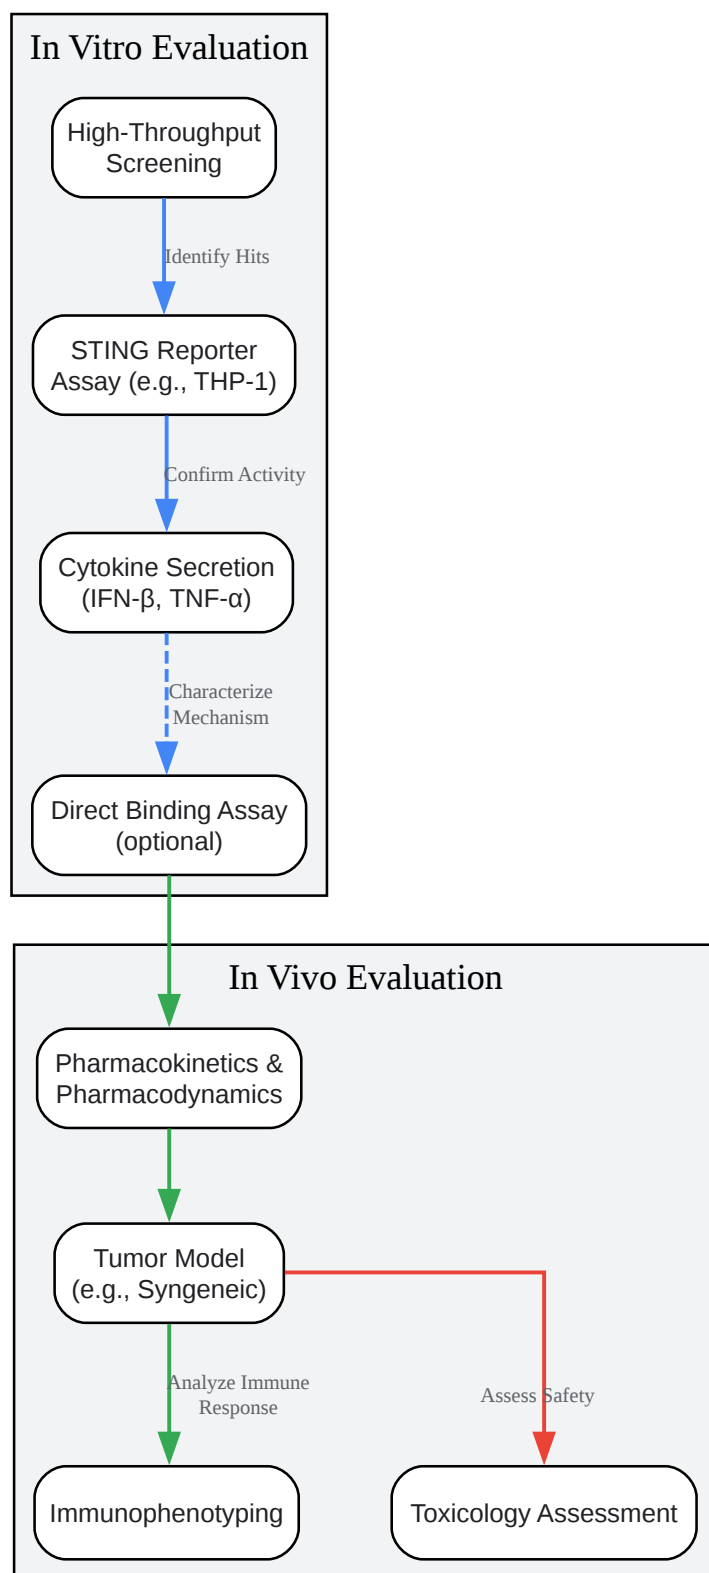 In Vitro Evaluation
High-Throughput
Screening
Identify Hits
STING Reporter
Assay (e.g., THP-1)
Confirm Activity
Cytokine Secretion
(IFN-β, TNF-α)
Characterize
Mechanism
Direct Binding Assay
(optional)
In Vivo Evaluation
Pharmacokinetics &
Pharmacodynamics
Tumor Model
(e.g., Syngeneic)
Analyze Immune
Response
Assess Safety
Immunophenotyping
Toxicology Assessment